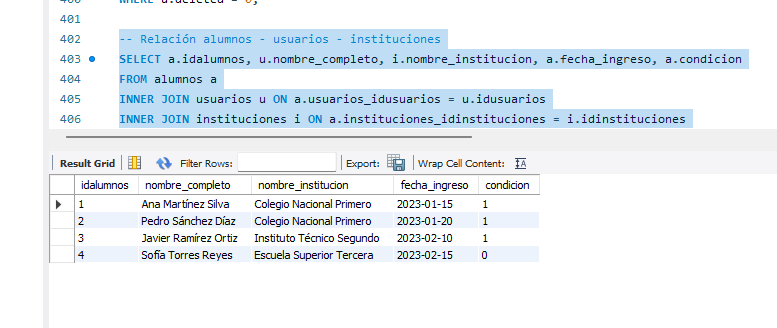 400 WHERE a.deleted = 0;
401
402 -- Relación alumnos - usuarios - instituciones
403 SELECT a.idalumnos, u.nombre_completo, i.nombre_institucion, a.fecha_ingreso, a.condicion
404 FROM alumnos a
405 INNER JOIN usuarios u ON a.usuarios_idusuarios = u.idusuarios
406 INNER JOIN instituciones i ON a.instituciones_idinstituciones = i.idinstituciones
Result Grid Filter Rows: Export: Wrap Cell Content: IA
idalumnos nombre_completo nombre_institucion fecha_ingreso condicion
1 Ana Martínez Silva Colegio Nacional Primero 2023-01-15 1
2 Pedro Sánchez Díaz Colegio Nacional Primero 2023-01-20 1
3 Javier Ramírez Ortiz Instituto Técnico Segundo 2023-02-10 1
4 Sofía Torres Reyes Escuela Superior Tercera 2023-02-15 0